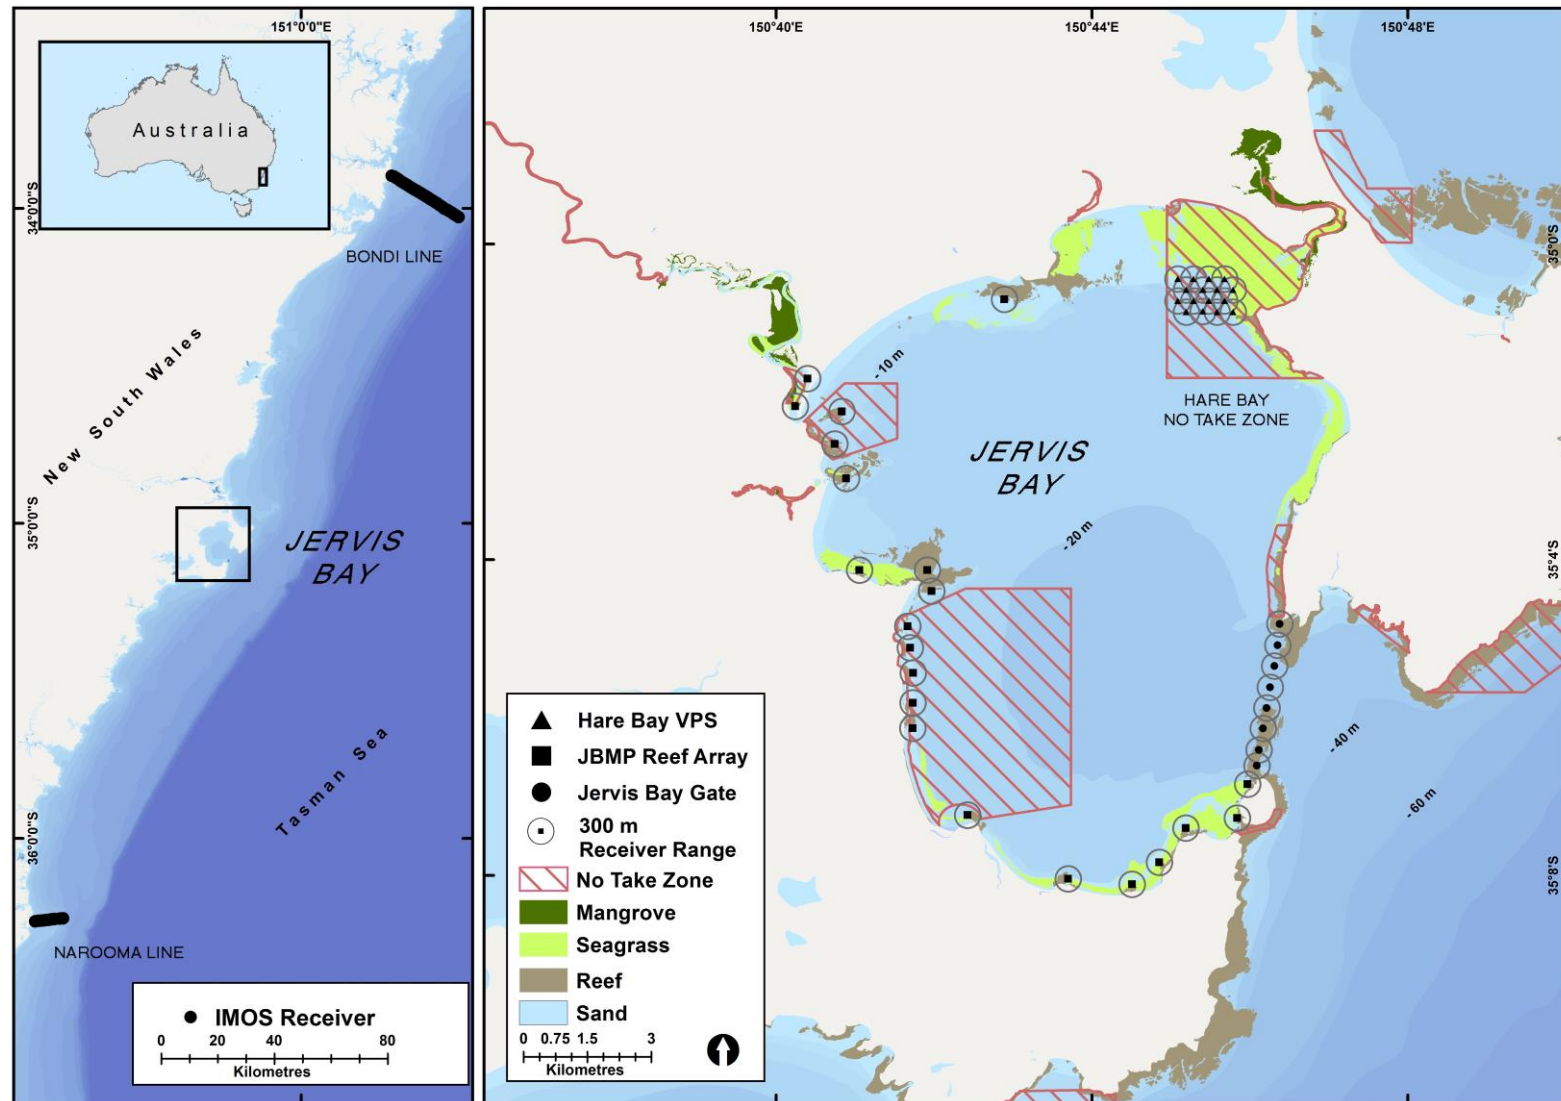 151°0'0"E
Australia
34°0'0"S
BONDI LINE
New South Wales
35°0'0"S
JERVIS
BAY
Tasman Sea
36°0'0"S
NAROOMA LINE
IMOS Receiver
0 20 40 60 80
Kilometres
150°40'E
150°44'E
150°48'E
35°0'S
- 10 m
HARE BAY
NO TAKE ZONE
JERVIS
BAY
- 20 m
35°4'S
- 40 m
- 60 m
35°8'S
Hare Bay VPS
JBMP Reef Array
Jervis Bay Gate
300 m
Receiver Range
No Take Zone
Mangrove
Seagrass
Reef
Sand
0 0.75 1.5 3
Kilometres